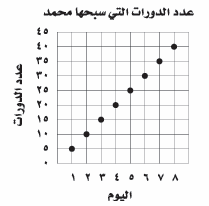 عدد الدورات التي سبحها محمد
عدد الدورات
٤٥
٤٠
٣٥
٣٠
٢٥
٢٠
١٥
١٠
٥
٠
١ ٢ ٣ ٤ ٥ ٦ ٧ ٨
اليوم